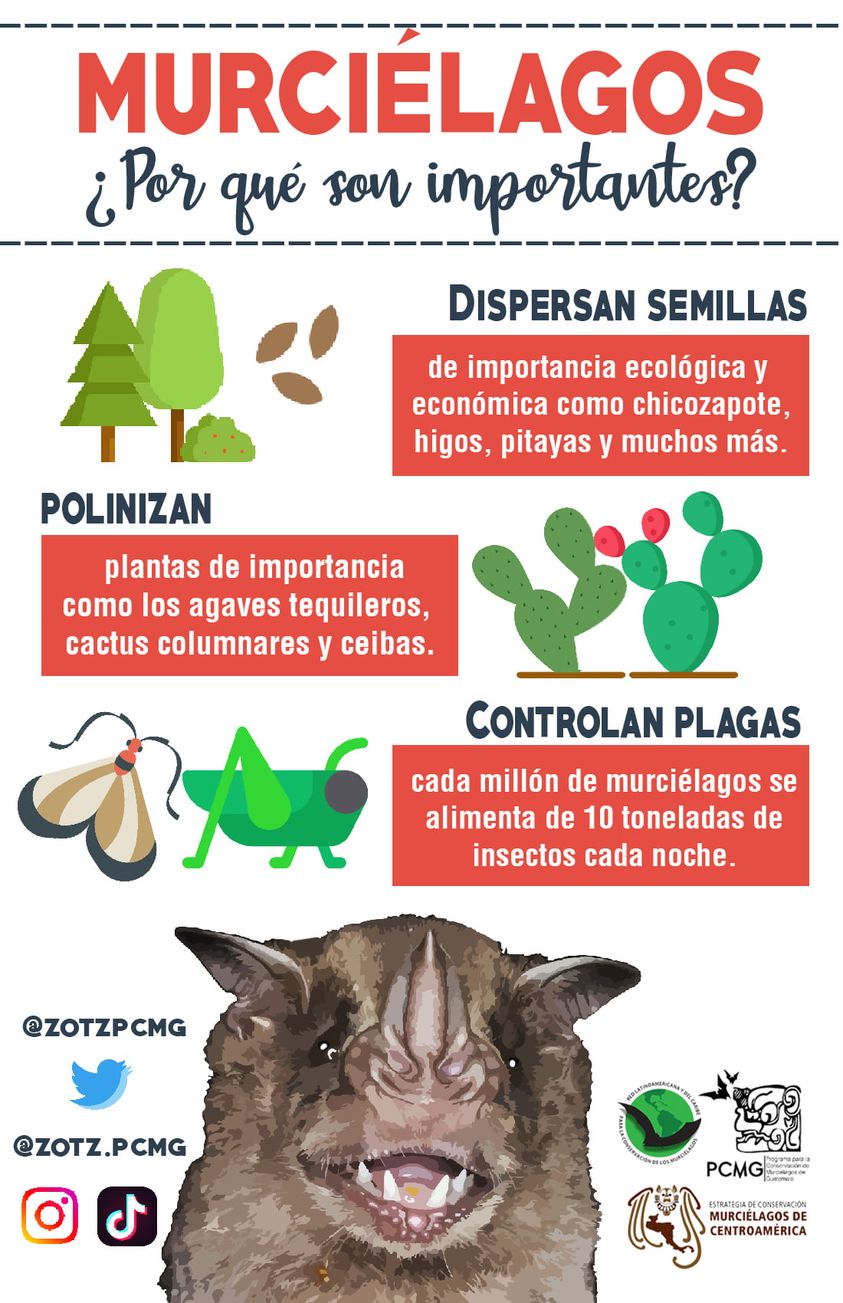 MURCIÉLAGOS
¿Por qué son importantes?
DISPERSAN SEMILLAS
de importancia ecológica y
económica como chicozapote,
higos, pitayas y muchos más.
POLINIZAN
plantas de importancia
como los agaves tequileros,
cactus columnares y ceibas.
CONTROLAN PLAGAS
cada millón de murciélagos se
alimenta de 10 toneladas de
insectos cada noche.
@ZOTZPCMG
@ZOTZ.PCMG
RED LATINOAMERICANA Y DEL CARIBE
PARA LA CONSERVACIÓN DE LOS MURCIÉLAGOS
PCMG
Programa para la
Conservación de
Murciélagos de
Guatemala
ESTRATEGIA DE CONSERVACIÓN
MURCIÉLAGOS DE
CENTROAMÉRICA